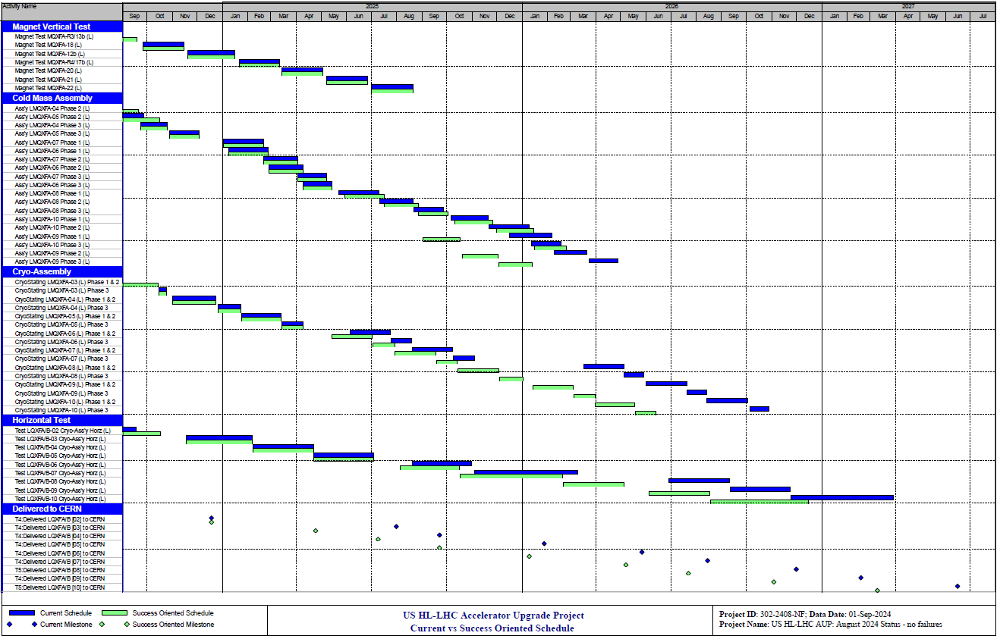 Activity Name
2025
2026
2027
Sep Oct Nov Dec Jan Feb Mar Apr May Jun Jul Aug Sep Oct Nov Dec Jan Feb Mar Apr May Jun Jul Aug Sep Oct Nov Dec Jan Feb Mar Apr May Jun Jul
Magnet Vertical Test
Magnet Test MQXFA-R3/13b (L)
Magnet Test MQXFA-18 (L)
Magnet Test MQXFA-12b (L)
Magnet Test MQXFA-R4/17b (L)
Magnet Test MQXFA-20 (L)
Magnet Test MQXFA-21 (L)
Magnet Test MQXFA-22 (L)
Cold Mass Assembly
Ass'y LMQXFA-04 Phase 2 (L)
Ass'y LMQXFA-05 Phase 2 (L)
Ass'y LMQXFA-04 Phase 3 (L)
Ass'y LMQXFA-05 Phase 3 (L)
Ass'y LMQXFA-07 Phase 1 (L)
Ass'y LMQXFA-06 Phase 1 (L)
Ass'y LMQXFA-07 Phase 2 (L)
Ass'y LMQXFA-06 Phase 2 (L)
Ass'y LMQXFA-07 Phase 3 (L)
Ass'y LMQXFA-06 Phase 3 (L)
Ass'y LMQXFA-08 Phase 1 (L)
Ass'y LMQXFA-08 Phase 2 (L)
Ass'y LMQXFA-08 Phase 3 (L)
Ass'y LMQXFA-10 Phase 1 (L)
Ass'y LMQXFA-10 Phase 2 (L)
Ass'y LMQXFA-09 Phase 1 (L)
Ass'y LMQXFA-10 Phase 3 (L)
Ass'y LMQXFA-09 Phase 2 (L)
Ass'y LMQXFA-09 Phase 3 (L)
Cryo-Assembly
CryoStating LMQXFA-03 (L) Phase 1 & 2
CryoStating LMQXFA-03 (L) Phase 3
CryoStating LMQXFA-04 (L) Phase 1 & 2
CryoStating LMQXFA-04 (L) Phase 3
CryoStating LMQXFA-05 (L) Phase 1 & 2
CryoStating LMQXFA-05 (L) Phase 3
CryoStating LMQXFA-06 (L) Phase 1 & 2
CryoStating LMQXFA-06 (L) Phase 3
CryoStating LMQXFA-07 (L) Phase 1 & 2
CryoStating LMQXFA-07 (L) Phase 3
CryoStating LMQXFA-08 (L) Phase 1 & 2
CryoStating LMQXFA-08 (L) Phase 3
CryoStating LMQXFA-09 (L) Phase 1 & 2
CryoStating LMQXFA-09 (L) Phase 3
CryoStating LMQXFA-10 (L) Phase 1 & 2
CryoStating LMQXFA-10 (L) Phase 3
Horizontal Test
Test LQXFA/B-02 Cryo-Ass'y Horz (L)
Test LQXFA/B-03 Cryo-Ass'y Horz (L)
Test LQXFA/B-04 Cryo-Ass'y Horz (L)
Test LQXFA/B-05 Cryo-Ass'y Horz (L)
Test LQXFA/B-06 Cryo-Ass'y Horz (L)
Test LQXFA/B-07 Cryo-Ass'y Horz (L)
Test LQXFA/B-08 Cryo-Ass'y Horz (L)
Test LQXFA/B-09 Cryo-Ass'y Horz (L)
Test LQXFA/B-10 Cryo-Ass'y Horz (L)
Delivered to CERN
T4:Delivered LQXFA/B [02] to CERN
T4:Delivered LQXFA/B [03] to CERN
T4:Delivered LQXFA/B [04] to CERN
T4:Delivered LQXFA/B [05] to CERN
T4:Delivered LQXFA/B [06] to CERN
T4:Delivered LQXFA/B [07] to CERN
T5:Delivered LQXFA/B [08] to CERN
T4:Delivered LQXFA/B [09] to CERN
T5:Delivered LQXFA/B [10] to CERN
Current Schedule Success Oriented Schedule
Current Milestone Success Oriented Milestone
US HL-LHC Accelerator Upgrade Project
Current vs Success Oriented Schedule
Project ID: 302-2408-NF; Data Date: 01-Sep-2024
Project Name: US HL-LHC AUP: August 2024 Status - no failures